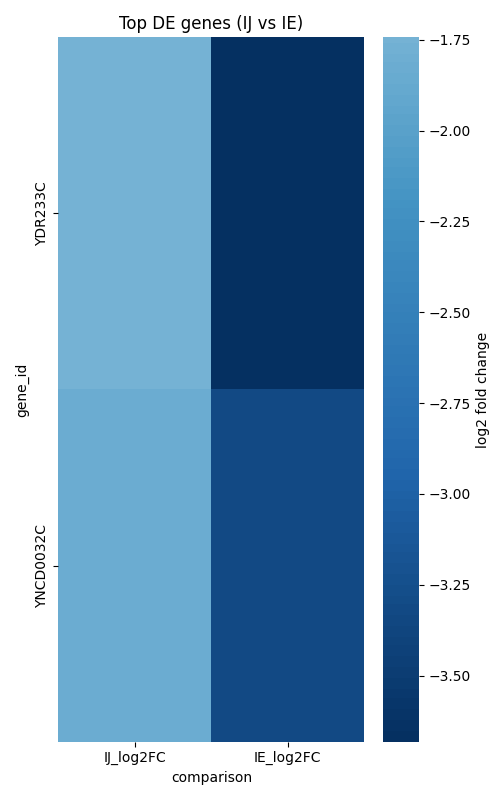 Top DE genes (IJ vs IE)
gene_id
YDR233C
YNCD0032C
IJ_log2FC
IE_log2FC
comparison
−1.75
−2.00
−2.25
−2.50
−2.75
−3.00
−3.25
−3.50
log2 fold change